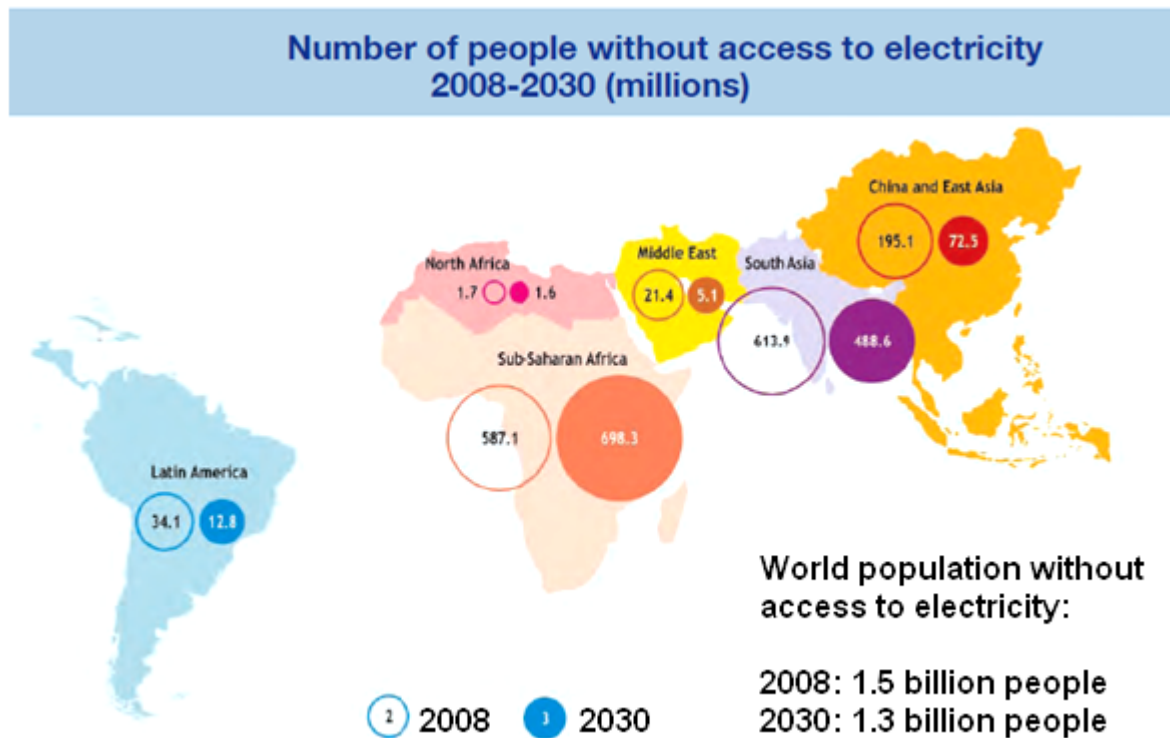 Number of people without access to electricity
2008-2030 (millions)
China and East Asia
195.1 72.5
North Africa
1.7 1.6
Middle East
21.4 5.1
South Asia
613.9 488.6
Sub-Saharan Africa
587.1 698.3
Latin America
34.1 12.8
World population without
access to electricity:
2008: 1.5 billion people
2030: 1.3 billion people
2 2008 3 2030